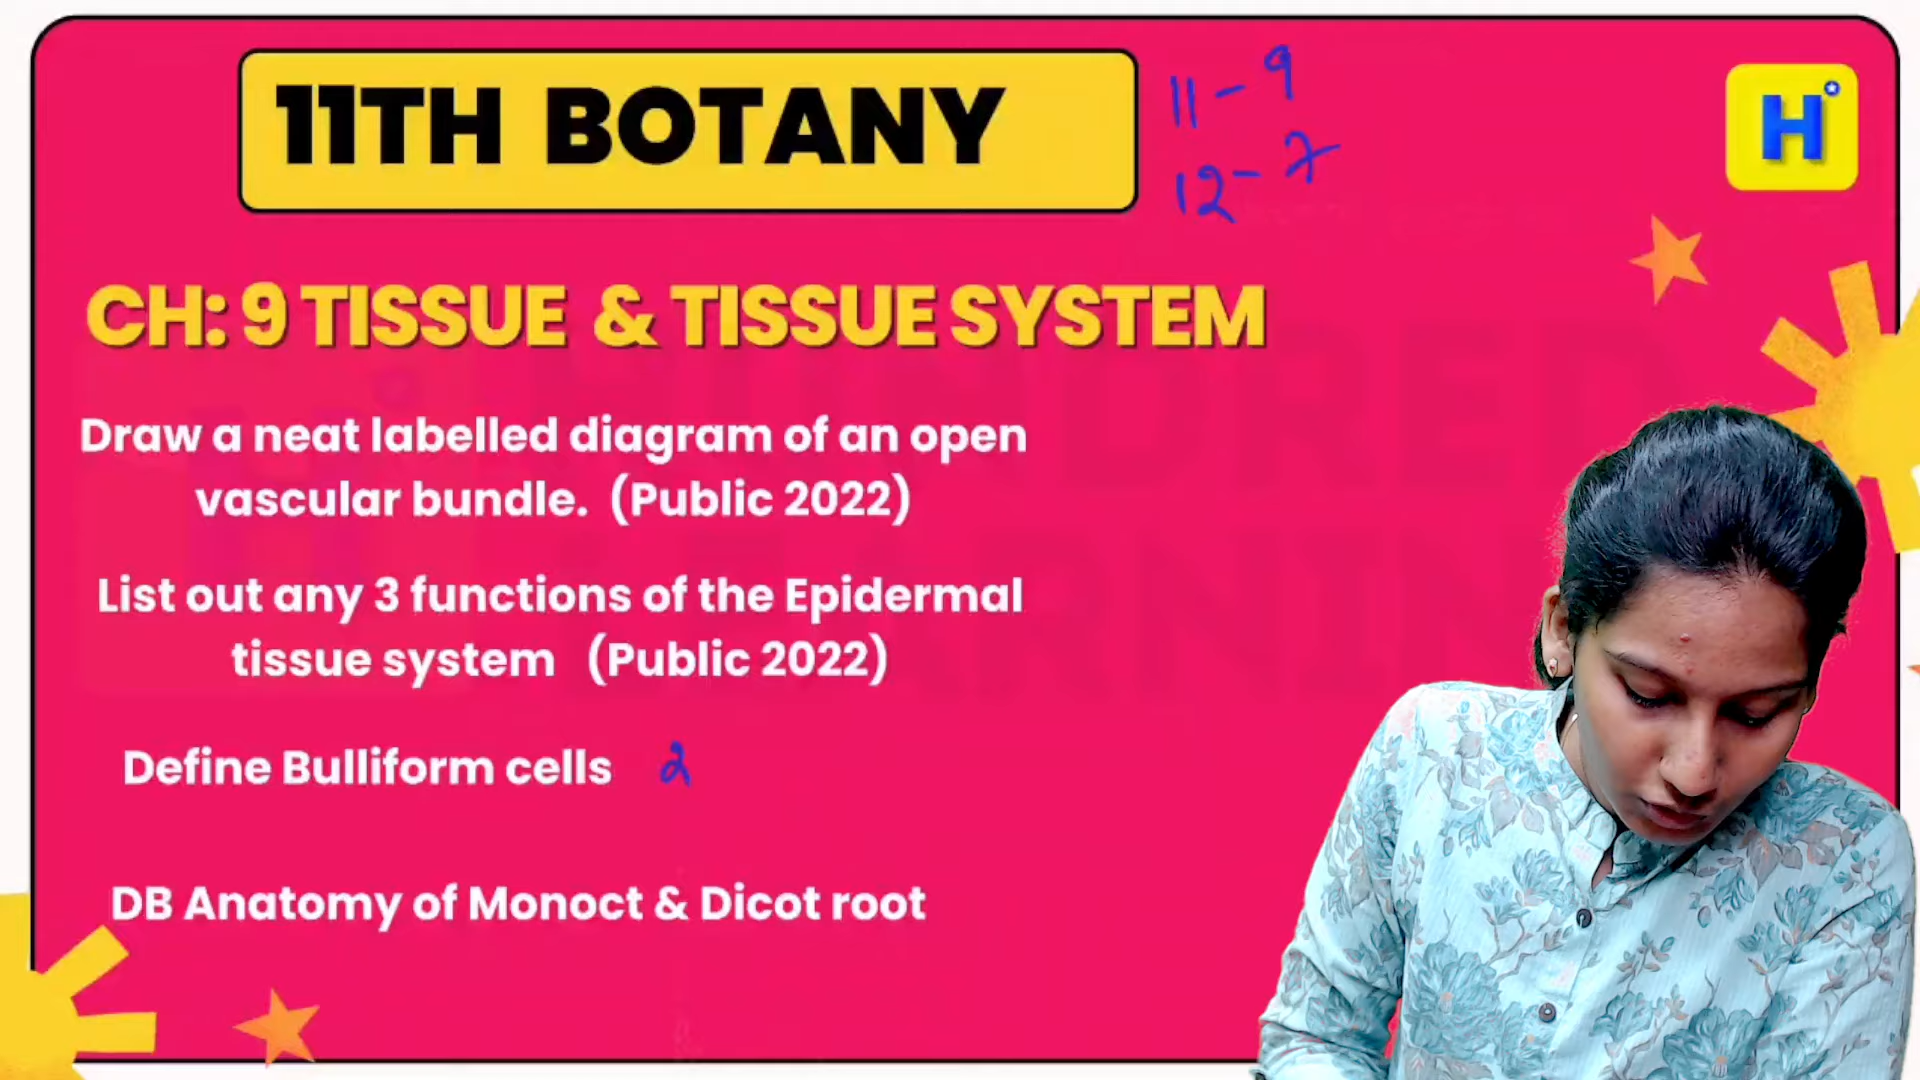 11TH BOTANY
11 - 9
12 - 7
H
CH: 9 TISSUE & TISSUE SYSTEM
Draw a neat labelled diagram of an open
vascular bundle. (Public 2022)
List out any 3 functions of the Epidermal
tissue system (Public 2022)
Define Bulliform cells 2
DB Anatomy of Monoct & Dicot root